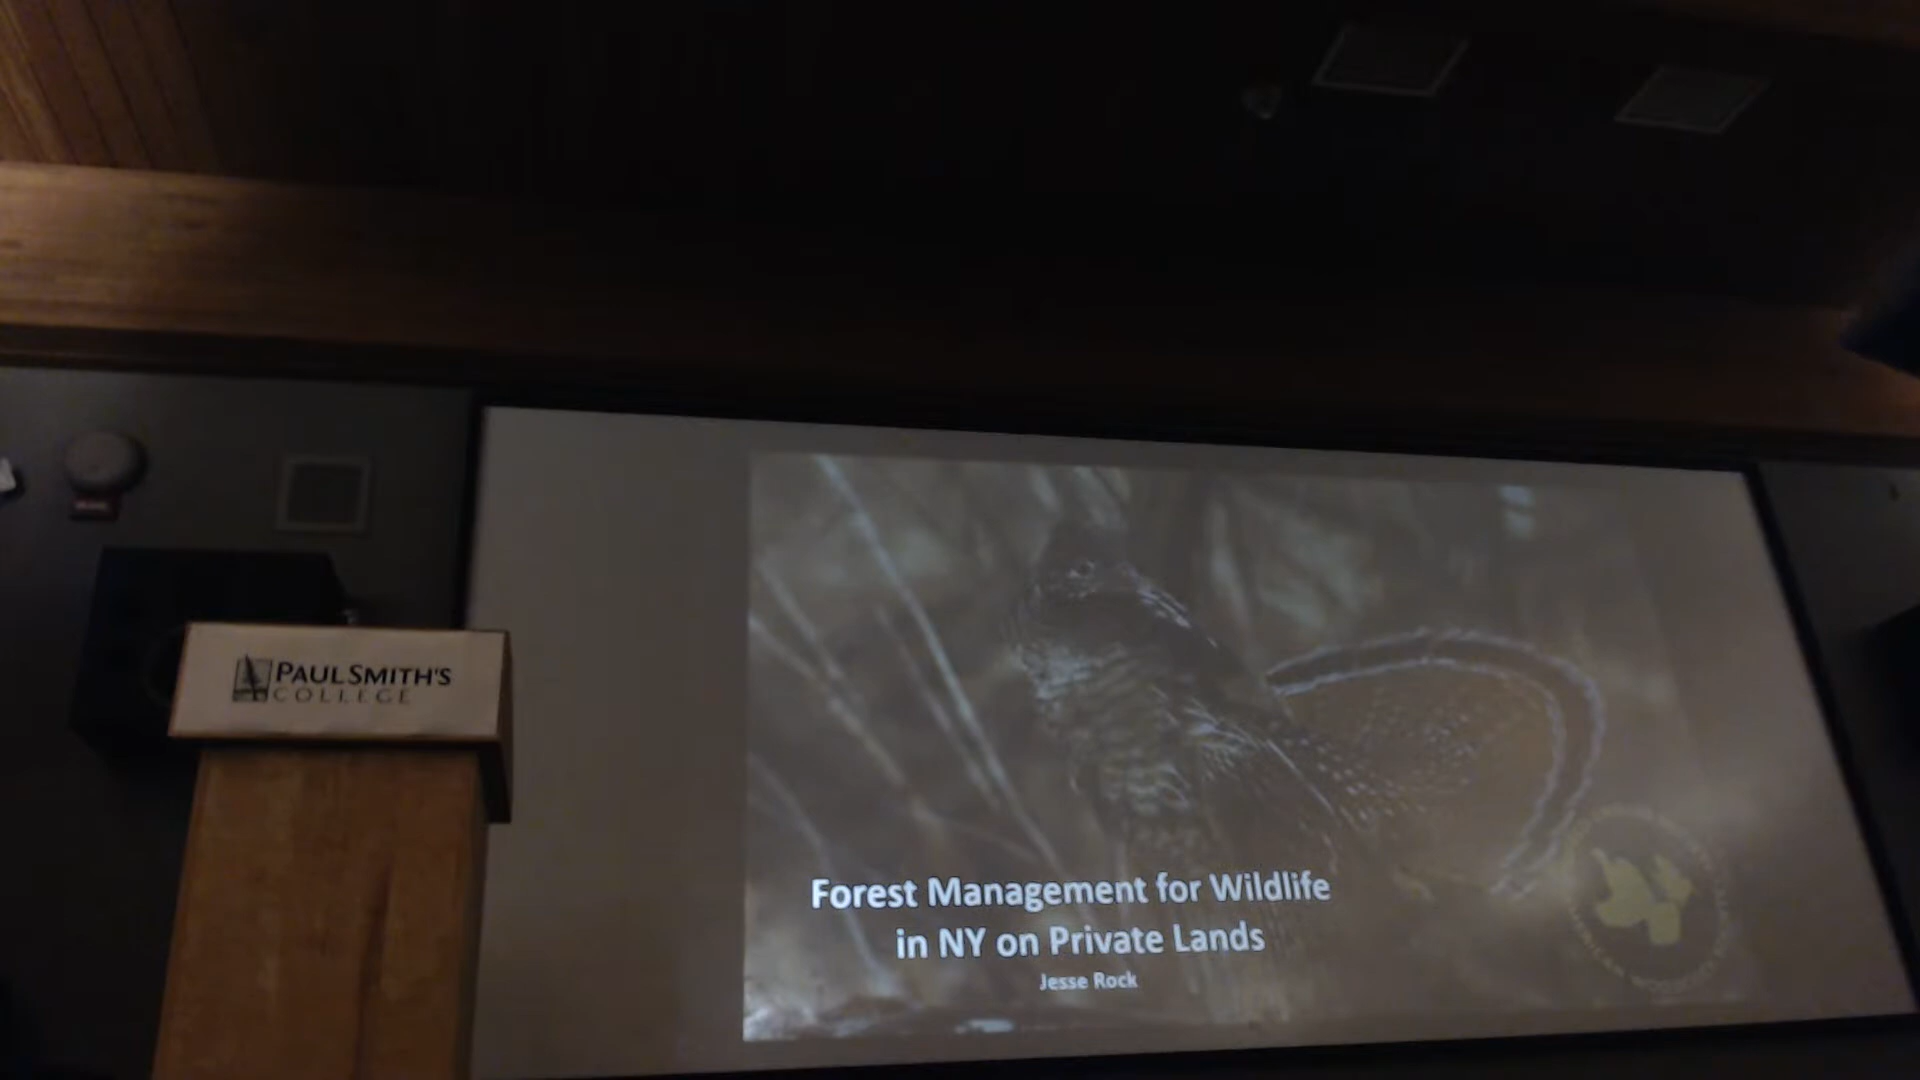 PAUL SMITH'S
COLLEGE
Forest Management for Wildlife
in NY on Private Lands
Jesse Rock